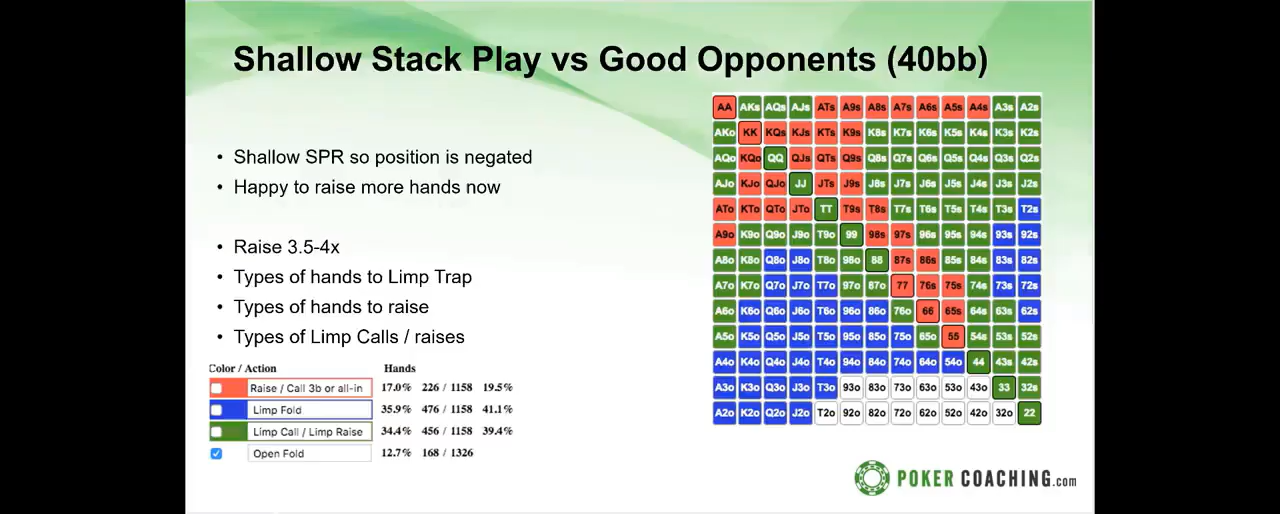 Shallow Stack Play vs Good Opponents (40bb)
• Shallow SPR so position is negated
• Happy to raise more hands now
• Raise 3.5-4x
• Types of hands to Limp Trap
• Types of hands to raise
• Types of Limp Calls / raises
Color / Action Hands
Raise / Call 3b or all-in 17.0% 226 / 1158 19.5%
Limp Fold 35.9% 476 / 1158 41.1%
Limp Call / Limp Raise 34.4% 456 / 1158 39.4%
Open Fold 12.7% 168 / 1326
AA AKs AQs AJs ATs A9s A8s A7s A6s A5s A4s A3s A2s
AKo KK KQs KJs KTs K9s K8s K7s K6s K5s K4s K3s K2s
AQo KQo QQ QJs QTs Q9s Q8s Q7s Q6s Q5s Q4s Q3s Q2s
AJo KJo QJo JJ JTs J9s J8s J7s J6s J5s J4s J3s J2s
ATo KTo QTo JTo TT T9s T8s T7s T6s T5s T4s T3s T2s
A9o K9o Q9o J9o T9o 99 98s 97s 96s 95s 94s 93s 92s
A8o K8o Q8o J8o T8o 98o 88 87s 86s 85s 84s 83s 82s
A7o K7o Q7o J7o T7o 97o 87o 77 76s 75s 74s 73s 72s
A6o K6o Q6o J6o T6o 96o 86o 76o 66 65s 64s 63s 62s
A5o K5o Q5o J5o T5o 95o 85o 75o 65o 55 54s 53s 52s
A4o K4o Q4o J4o T4o 94o 84o 74o 64o 54o 44 43s 42s
A3o K3o Q3o J3o T3o 93o 83o 73o 63o 53o 43o 33 32s
A2o K2o Q2o J2o T2o 92o 82o 72o 62o 52o 42o 32o 22
POKER COACHING.com